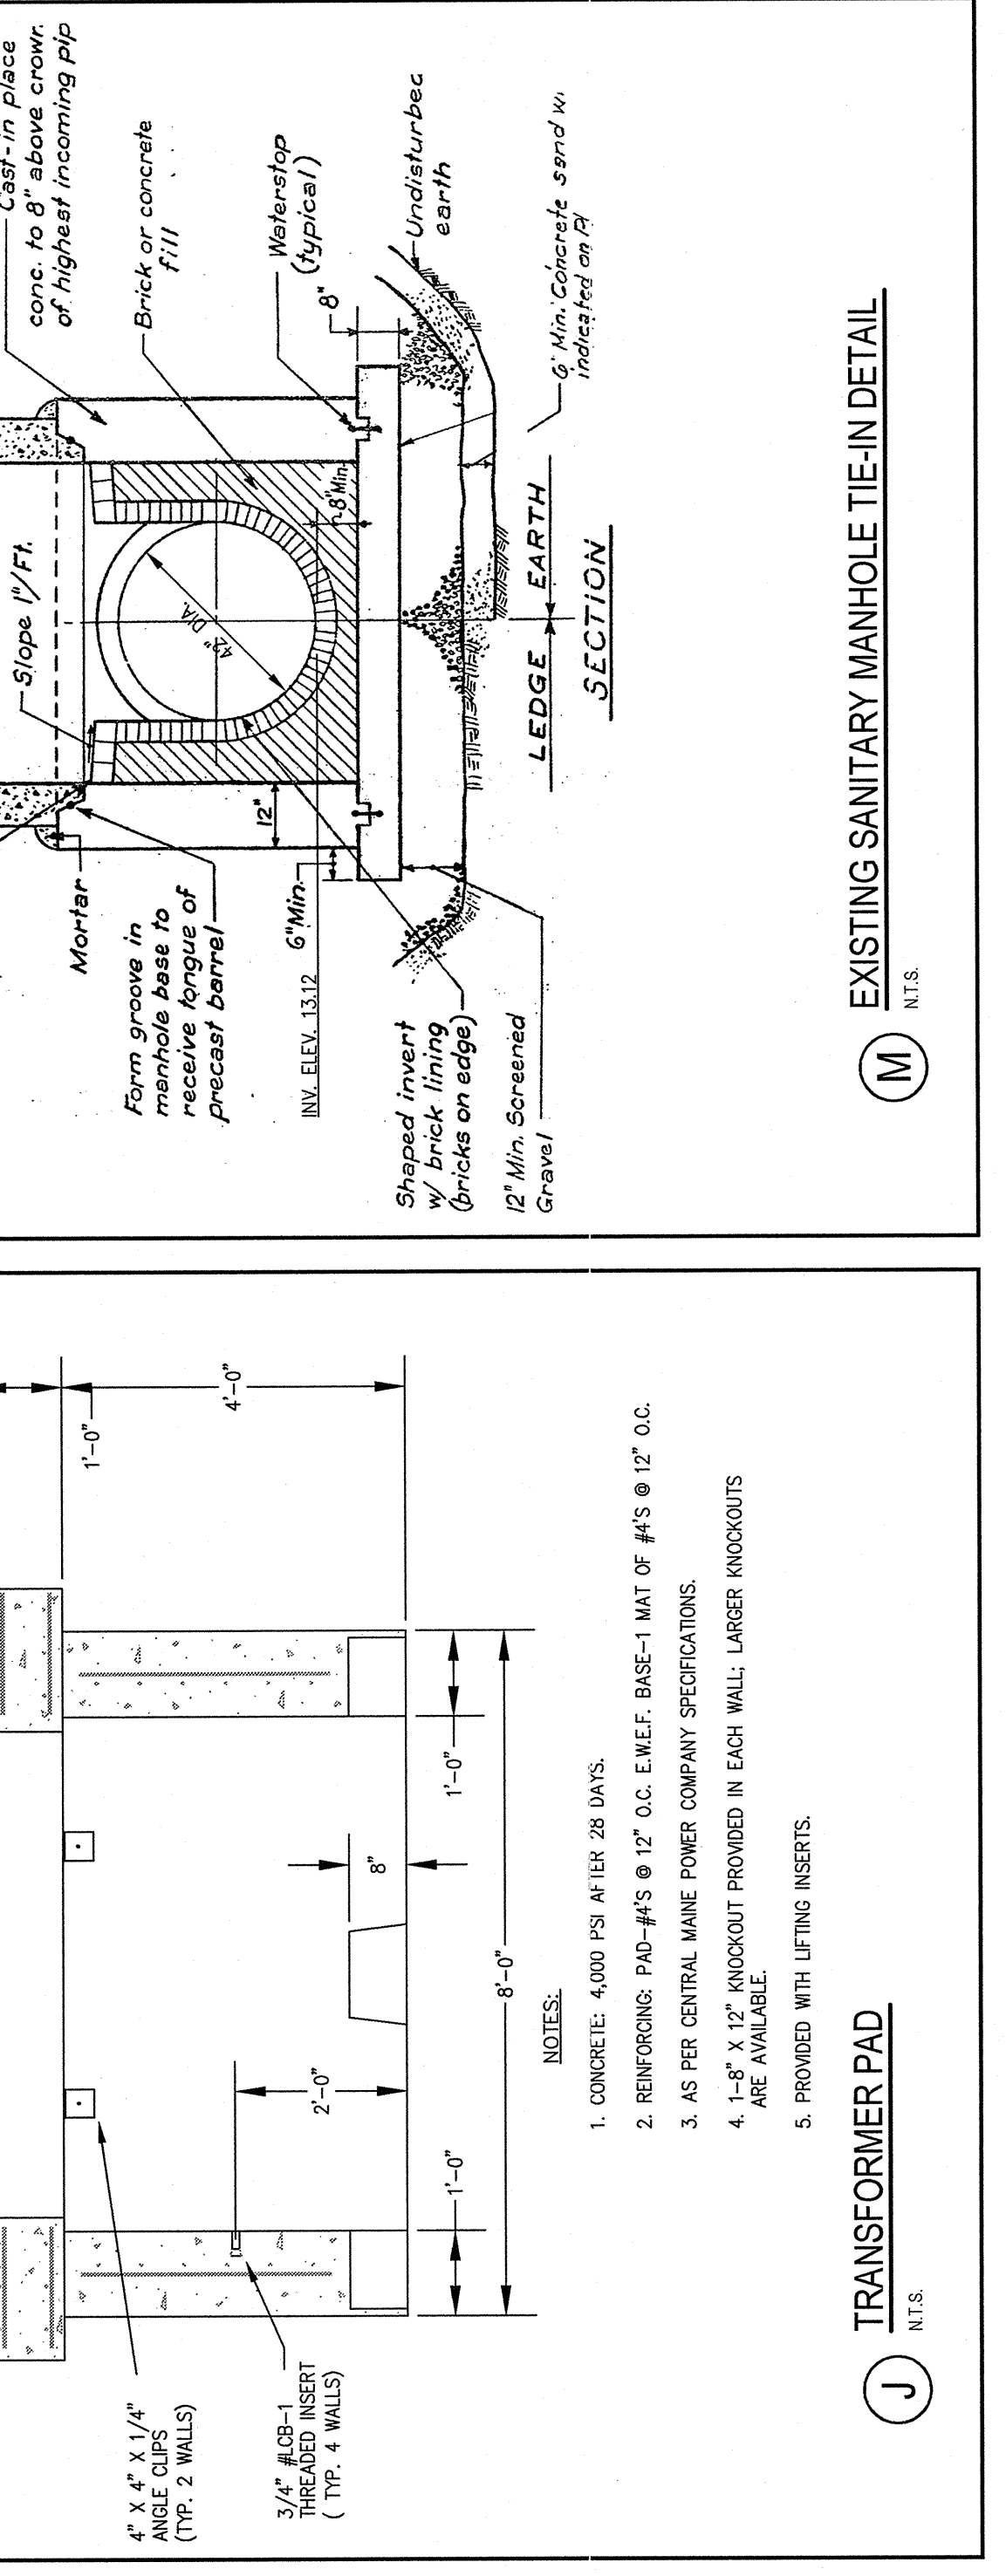 4'-0"
1'-0"
1'-0"
8"
8'-0"
2'-0"
1'-0"
4" X 4" X 1/4"
ANGLE CLIPS
(TYP. 2 WALLS)
3/4" #LCB-1
THREADED INSERT
( TYP. 4 WALLS)
NOTES:
1. CONCRETE: 4,000 PSI AFTER 28 DAYS.
2. REINFORCING: PAD-#4'S @ 12" O.C. E.W.E.F. BASE-1 MAT OF #4'S @ 12" O.C.
3. AS PER CENTRAL MAINE POWER COMPANY SPECIFICATIONS.
4. 1-8" X 12" KNOCKOUT PROVIDED IN EACH WALL; LARGER KNOCKOUTS
ARE AVAILABLE.
5. PROVIDED WITH LIFTING INSERTS.
J
TRANSFORMER PAD
N.T.S.
Cast-in place
conc. to 8" above crown
of highest incoming pip
Slope 1"/Ft.
Brick or concrete
fill
Waterstop
(typical)
8"
Undisturbed
earth
42" DIA.
8" Min.
12"
6" Min.
Mortar
Form groove in
manhole base to
receive tongue of
precast barrel
INV. ELEV. 13.12
Shaped invert
w/ brick lining
(bricks on edge)
12" Min. Screened
Gravel
6" Min. Concrete sand w.
indicated on Pl
LEDGE EARTH
SECTION
M
EXISTING SANITARY MANHOLE TIE-IN DETAIL
N.T.S.